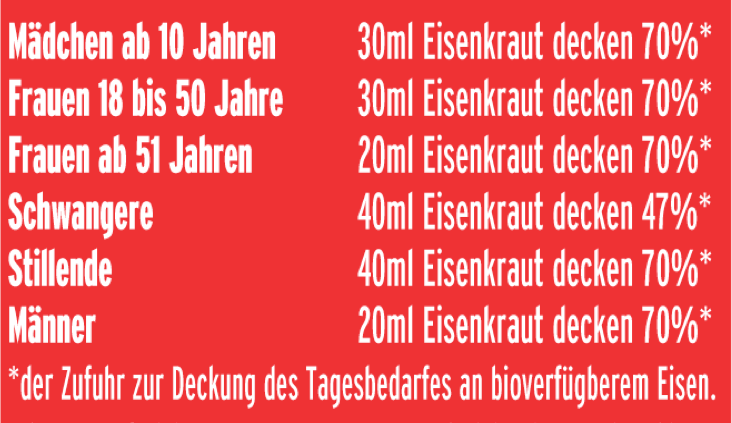 Mädchen ab 10 Jahren 30ml Eisenkraut decken 70%*
Frauen 18 bis 50 Jahre 30ml Eisenkraut decken 70%*
Frauen ab 51 Jahren 20ml Eisenkraut decken 70%*
Schwangere 40ml Eisenkraut decken 47%*
Stillende 40ml Eisenkraut decken 70%*
Männer 20ml Eisenkraut decken 70%*
*der Zufuhr zur Deckung des Tagesbedarfes an bioverfügberem Eisen.